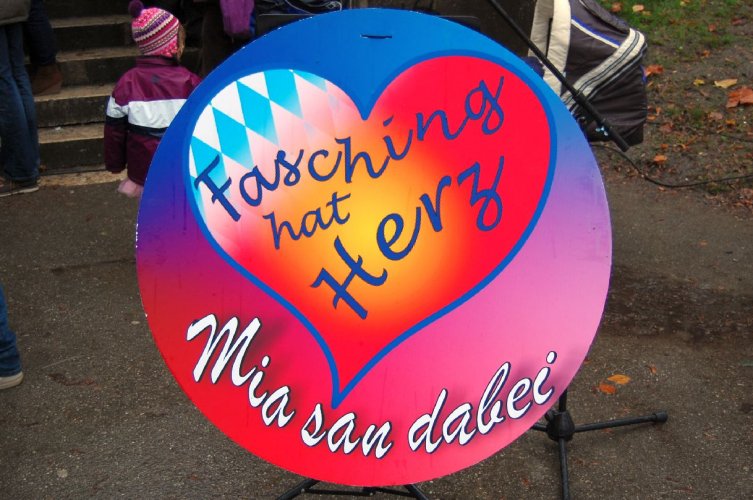 Fasching
hat
Herz
Mia san dabei